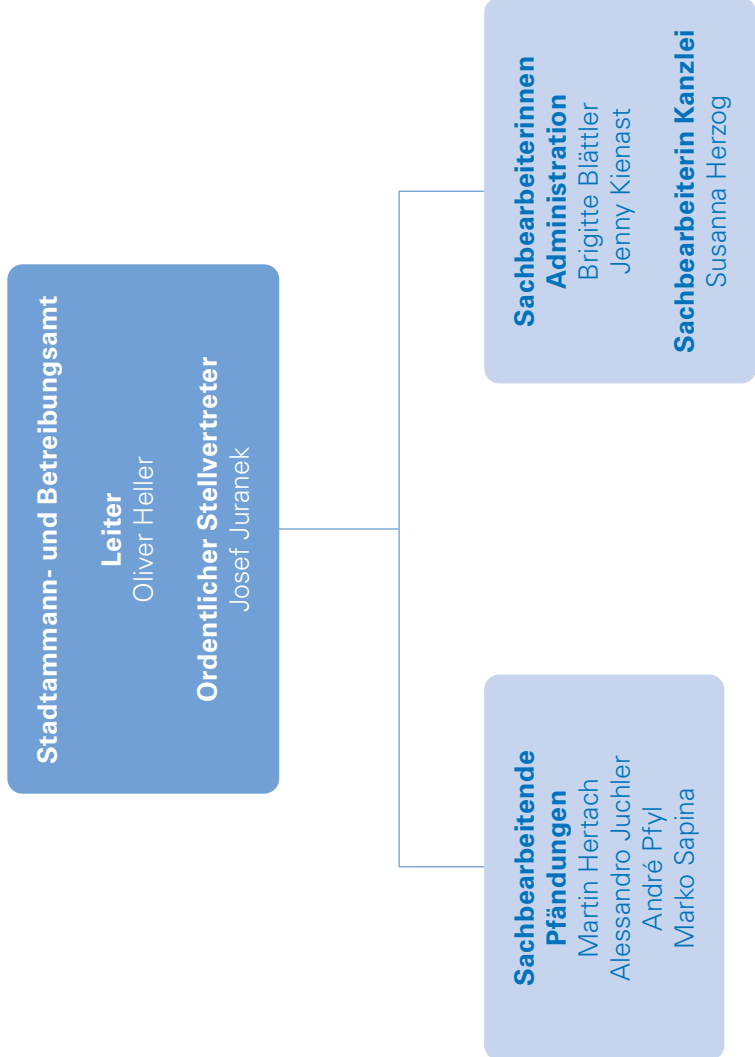 Stadtammann- und Betreibungsamt
Leiter
Oliver Heller
Ordentlicher Stellvertreter
Josef Juranek
Sachbearbeitende
Pfändungen
Martin Hertach
Alessandro Juchler
André Pfyl
Marko Sapina
Sachbearbeiterinnen
Administration
Brigitte Blättler
Jenny Kienast
Sachbearbeiterin Kanzlei
Susanna Herzog